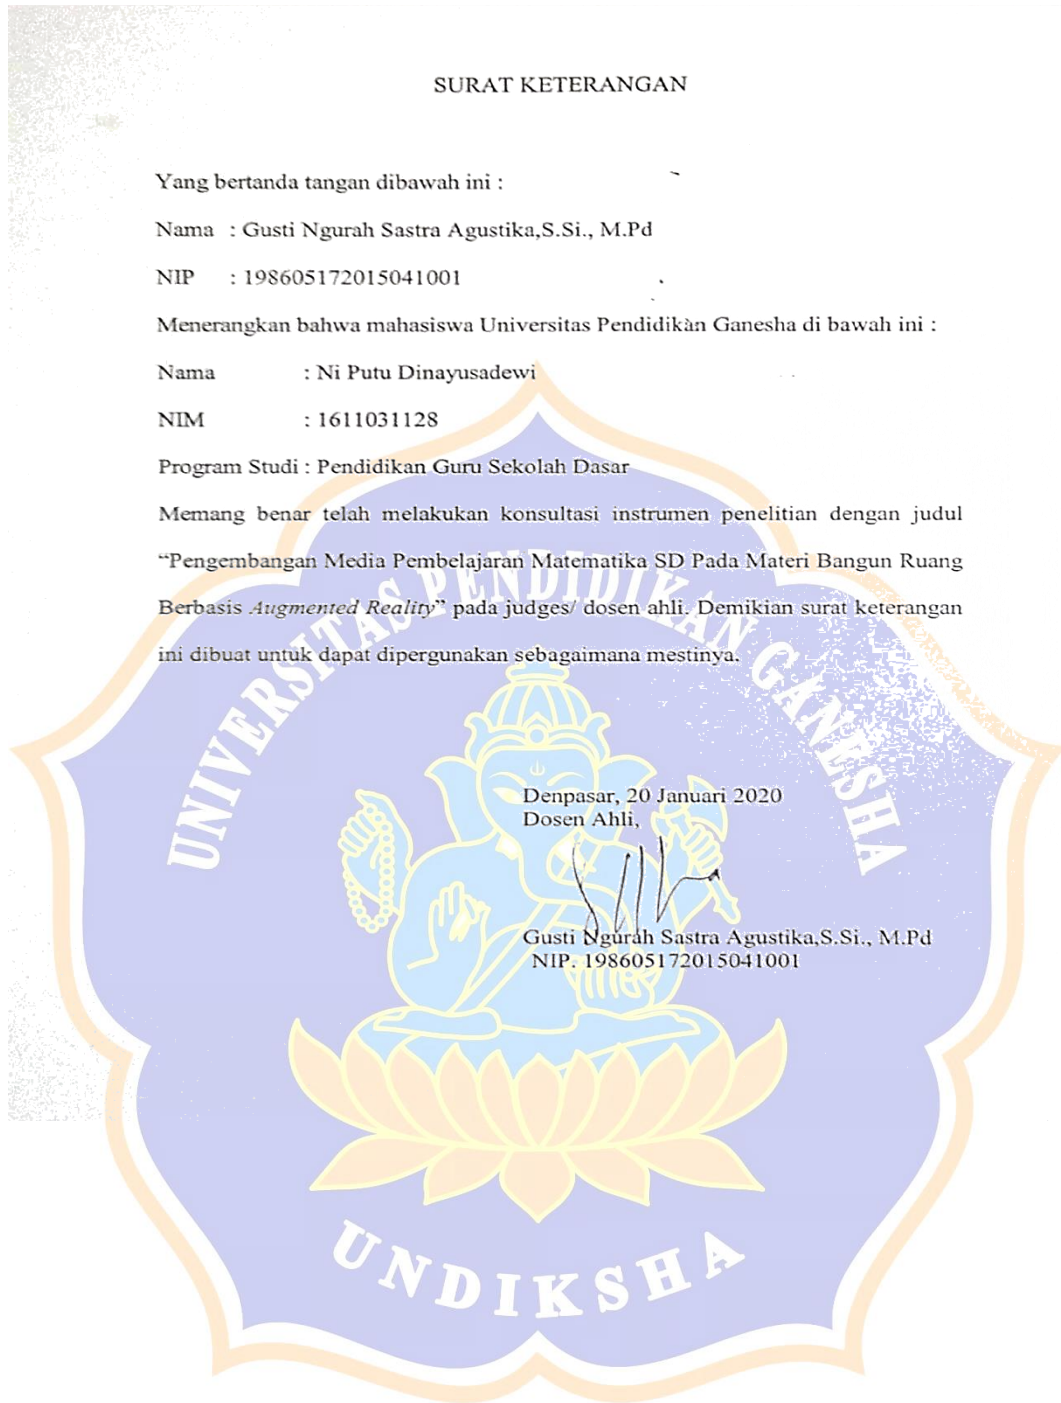 SURAT KETERANGAN
Yang bertanda tangan dibawah ini :
Nama : Gusti Ngurah Sastra Agustika,S.Si., M.Pd
NIP : 198605172015041001
Menerangkan bahwa mahasiswa Universitas Pendidikan Ganesha di bawah ini :
Nama : Ni Putu Dinayusadewi
NIM : 1611031128
Program Studi : Pendidikan Guru Sekolah Dasar
Memang benar telah melakukan konsultasi instrumen penelitian dengan judul
“Pengembangan Media Pembelajaran Matematika SD Pada Materi Bangun Ruang
Berbasis Augmented Reality” pada judges/ dosen ahli. Demikian surat keterangan
ini dibuat untuk dapat dipergunakan sebagaimana mestinya.
UNIVERSITAS PENDIDIKAN GANESHA
Denpasar, 20 Januari 2020
Dosen Ahli,
Gusti Ngurah Sastra Agustika,S.Si., M.Pd
NIP. 198605172015041001
UNDIKSHA